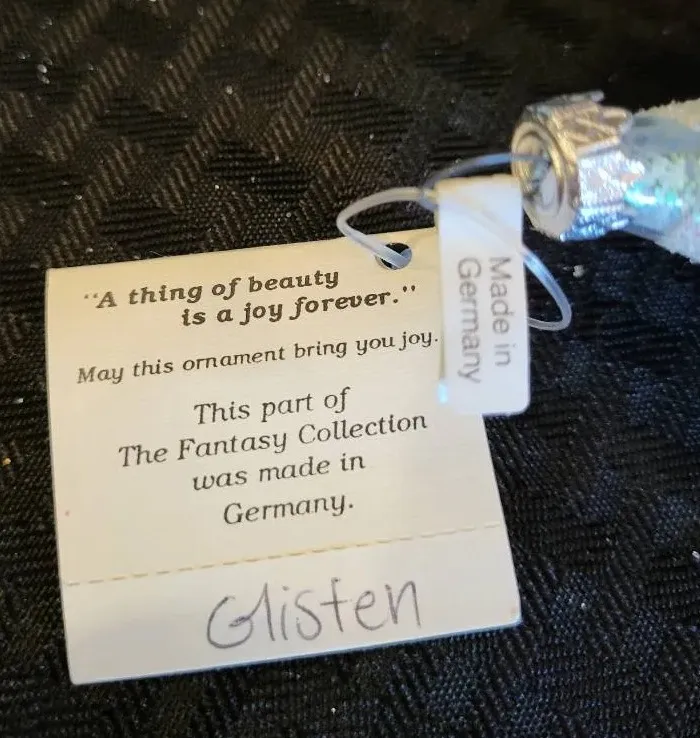 "A thing of beauty
is a joy forever."
May this ornament bring you joy.
This part of
The Fantasy Collection
was made in
Germany.
Glisten
Made in
Germany